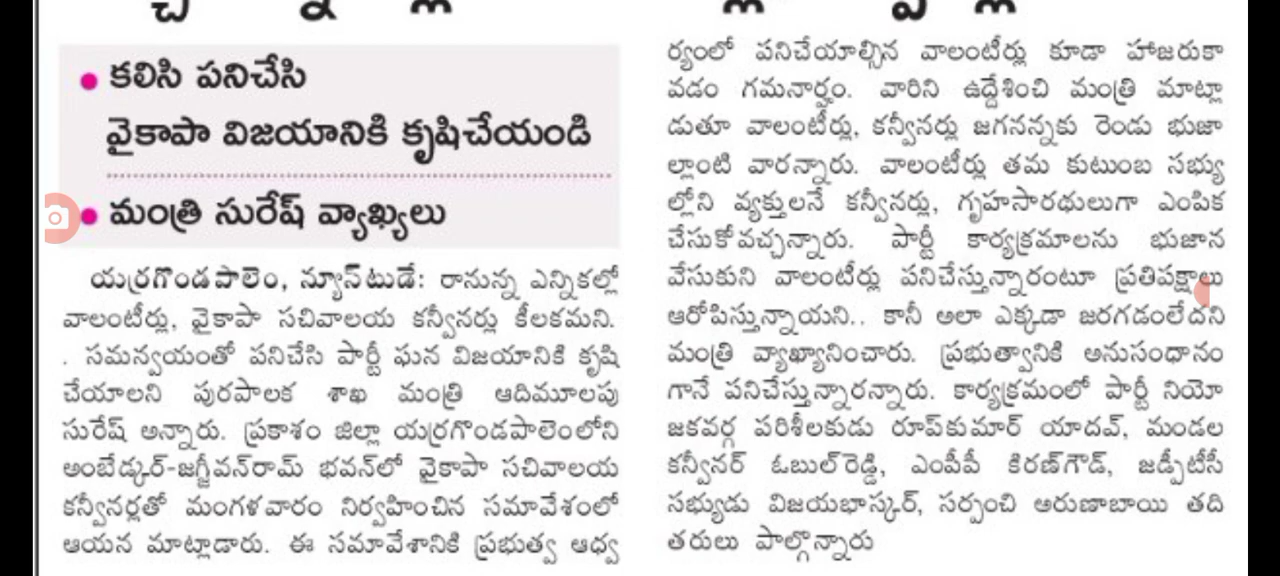 కలిసి పనిచేసి
వైకాపా విజయానికి కృషిచేయండి
మంత్రి సురేష్ వ్యాఖ్యలు
యర్రగొండపాలెం, న్యూస్‌టుడే: రానున్న ఎన్నికల్లో
వాలంటీర్లు, వైకాపా సచివాలయ కన్వీనర్లు కీలకమని.
. సమన్వయంతో పనిచేసి పార్టీ ఘన విజయానికి కృషి
చేయాలని పురపాలక శాఖ మంత్రి ఆదిమూలపు
సురేష్ అన్నారు. ప్రకాశం జిల్లా యర్రగొండపాలెంలోని
అంబేడ్కర్-జగ్జీవన్‌రామ్ భవన్‌లో వైకాపా సచివాలయ
కన్వీనర్లతో మంగళవారం నిర్వహించిన సమావేశంలో
ఆయన మాట్లాడారు. ఈ సమావేశానికి ప్రభుత్వ ఆధ్వ
ర్యంలో పనిచేయాల్సిన వాలంటీర్లు కూడా హాజరుకా
వడం గమనార్హం. వారిని ఉద్దేశించి మంత్రి మాట్లా
డుతూ వాలంటీర్లు, కన్వీనర్లు జగనన్నకు రెండు భుజా
ల్లాంటి వారన్నారు. వాలంటీర్లు తమ కుటుంబ సభ్యు
ల్లోని వ్యక్తులనే కన్వీనర్లు, గృహసారథులుగా ఎంపిక
చేసుకోవచ్చన్నారు. పార్టీ కార్యక్రమాలను భుజాన
వేసుకుని వాలంటీర్లు పనిచేస్తున్నారంటూ ప్రతిపక్షాలు
ఆరోపిస్తున్నాయని.. కానీ అలా ఎక్కడా జరగడంలేదని
మంత్రి వ్యాఖ్యానించారు. ప్రభుత్వానికి అనుసంధానం
గానే పనిచేస్తున్నారన్నారు. కార్యక్రమంలో పార్టీ నియో
జకవర్గ పరిశీలకుడు రూప్‌కుమార్ యాదవ్, మండల
కన్వీనర్ ఓబుల్‌రెడ్డి, ఎంపీపీ కిరణ్‌గౌడ్, జడ్పీటీసీ
సభ్యుడు విజయభాస్కర్, సర్పంచి అరుణాబాయి తది
తరులు పాల్గొన్నారు